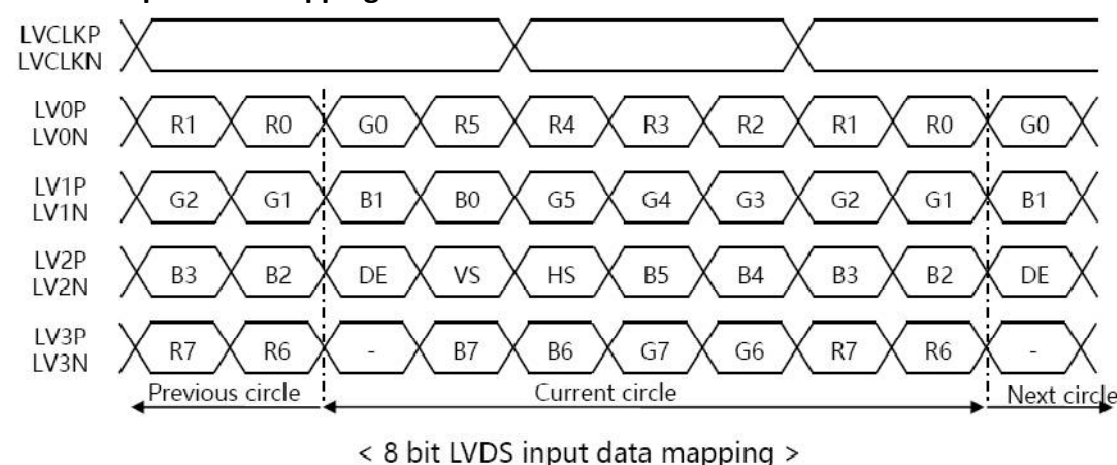 LVCLKP
LVCLKN
LV0P
LV0N
R1 R0 G0 R5 R4 R3 R2 R1 R0 G0
LV1P
LV1N
G2 G1 B1 B0 G5 G4 G3 G2 G1 B1
LV2P
LV2N
B3 B2 DE VS HS B5 B4 B3 B2 DE
LV3P
LV3N
R7 R6 - B7 B6 G7 G6 R7 R6 -
Previous circle Current circle Next circle
< 8 bit LVDS input data mapping >